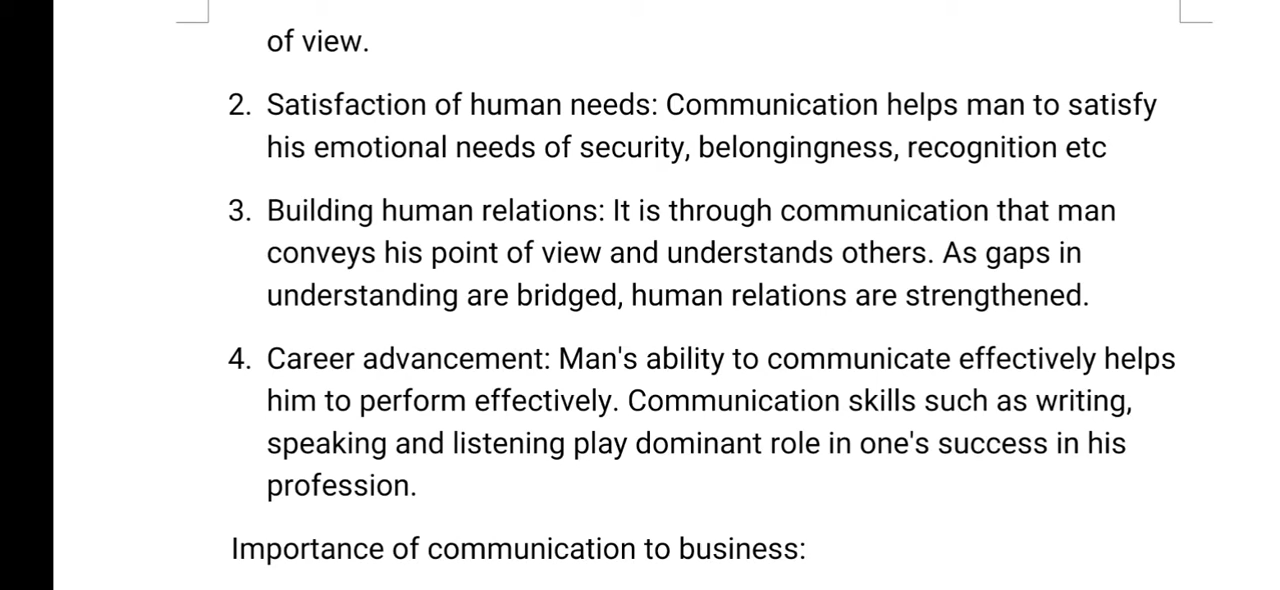 of view.
2. Satisfaction of human needs: Communication helps man to satisfy
his emotional needs of security, belongingness, recognition etc
3. Building human relations: It is through communication that man
conveys his point of view and understands others. As gaps in
understanding are bridged, human relations are strengthened.
4. Career advancement: Man's ability to communicate effectively helps
him to perform effectively. Communication skills such as writing,
speaking and listening play dominant role in one's success in his
profession.
Importance of communication to business: